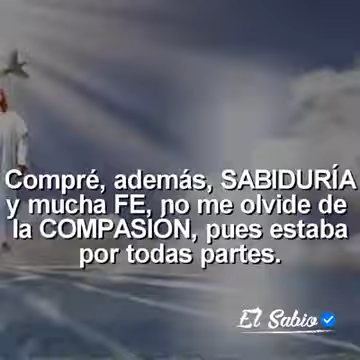 Compré, además, SABIDURÍA
y mucha FE, no me olvide de
la COMPASIÓN, pues estaba
por todas partes.
El Sabio